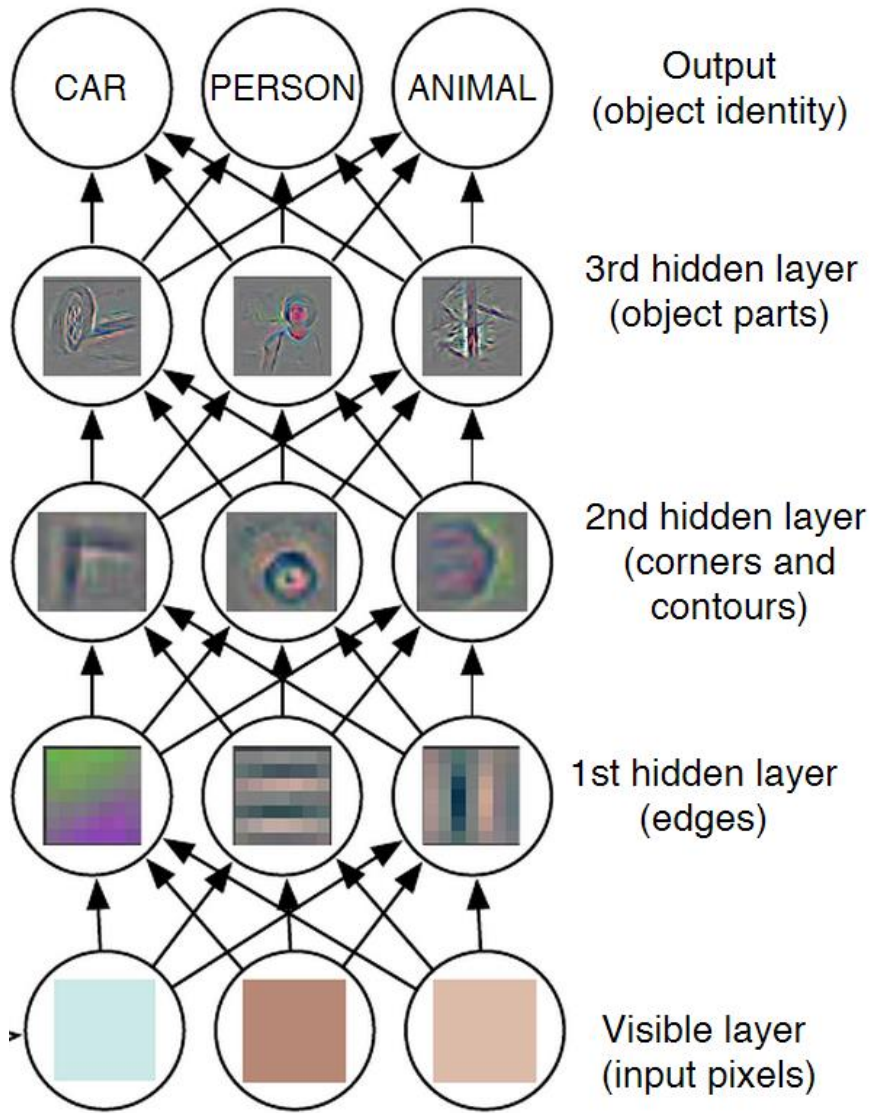 CAR PERSON ANIMAL
Output
(object identity)
3rd hidden layer
(object parts)
2nd hidden layer
(corners and
contours)
1st hidden layer
(edges)
Visible layer
(input pixels)